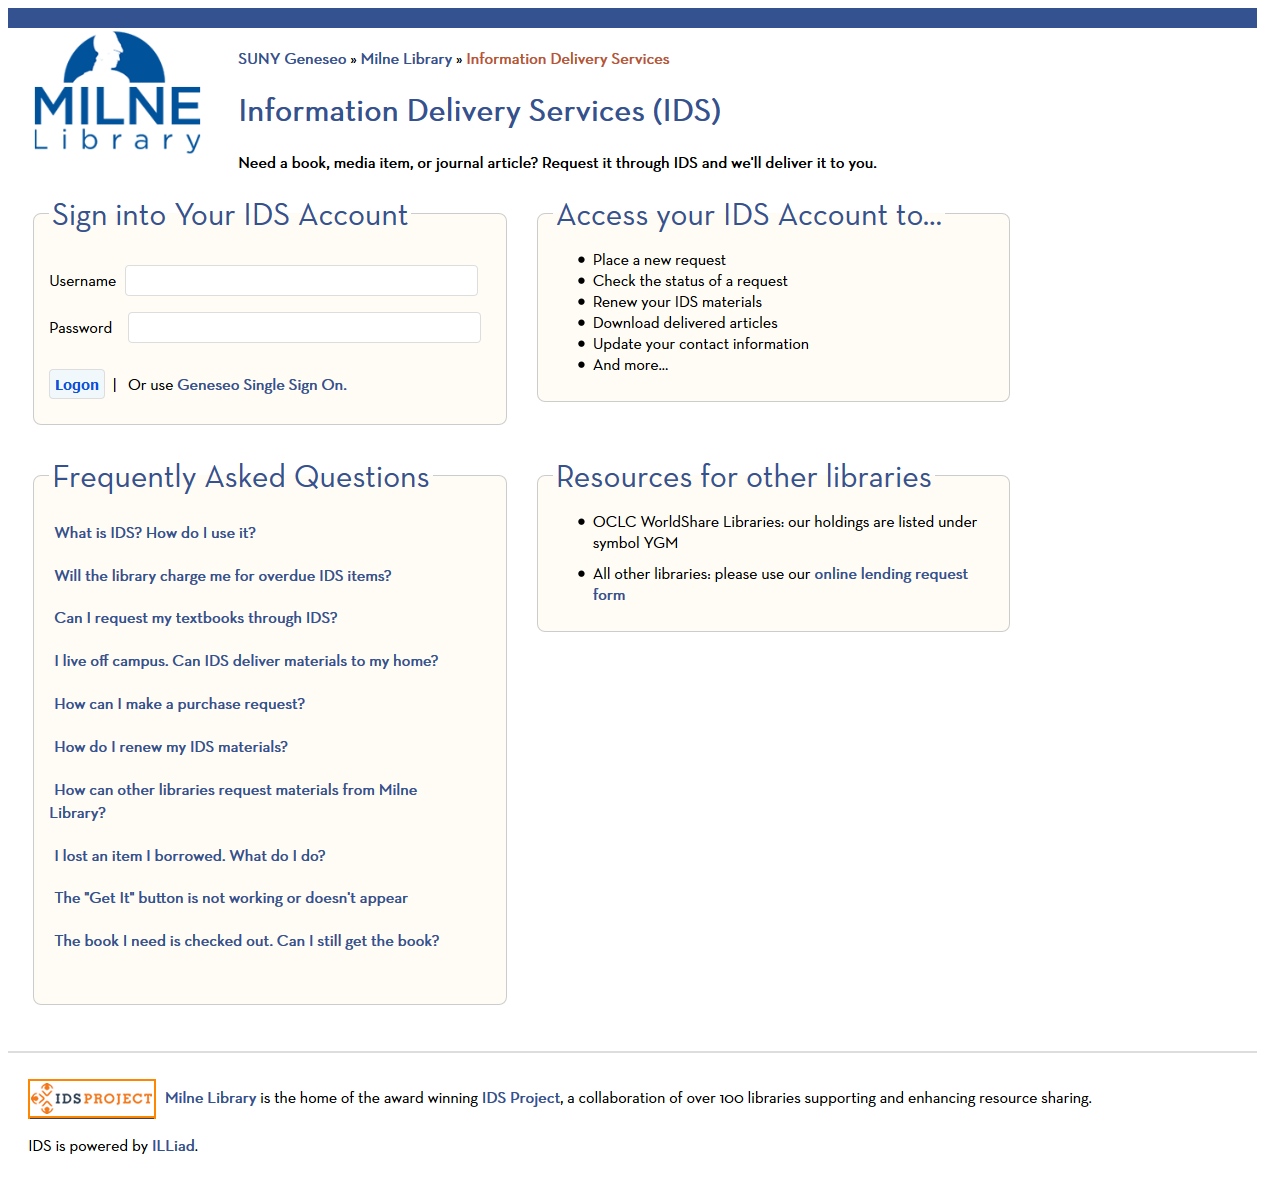 MILNE
Library
SUNY Geneseo » Milne Library » Information Delivery Services
Information Delivery Services (IDS)
Need a book, media item, or journal article? Request it through IDS and we'll deliver it to you.
Sign into Your IDS Account
Username
Password
Logon | Or use Geneseo Single Sign On.
Access your IDS Account to...
• Place a new request
• Check the status of a request
• Renew your IDS materials
• Download delivered articles
• Update your contact information
• And more...
Frequently Asked Questions
What is IDS? How do I use it?
Will the library charge me for overdue IDS items?
Can I request my textbooks through IDS?
I live off campus. Can IDS deliver materials to my home?
How can I make a purchase request?
How do I renew my IDS materials?
How can other libraries request materials from Milne
Library?
I lost an item I borrowed. What do I do?
The "Get It" button is not working or doesn't appear
The book I need is checked out. Can I still get the book?
Resources for other libraries
• OCLC WorldShare Libraries: our holdings are listed under
symbol YGM
• All other libraries: please use our online lending request
form
IDS PROJECT Milne Library is the home of the award winning IDS Project, a collaboration of over 100 libraries supporting and enhancing resource sharing.
IDS is powered by ILLiad.